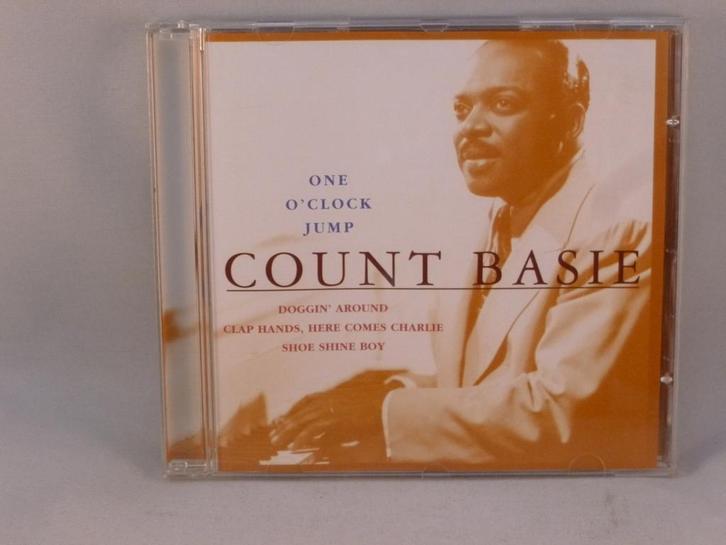 ONE
O'CLOCK
JUMP
COUNT BASIE
DOGGIN' AROUND
CLAP HANDS, HERE COMES CHARLIE
SHOE SHINE BOY